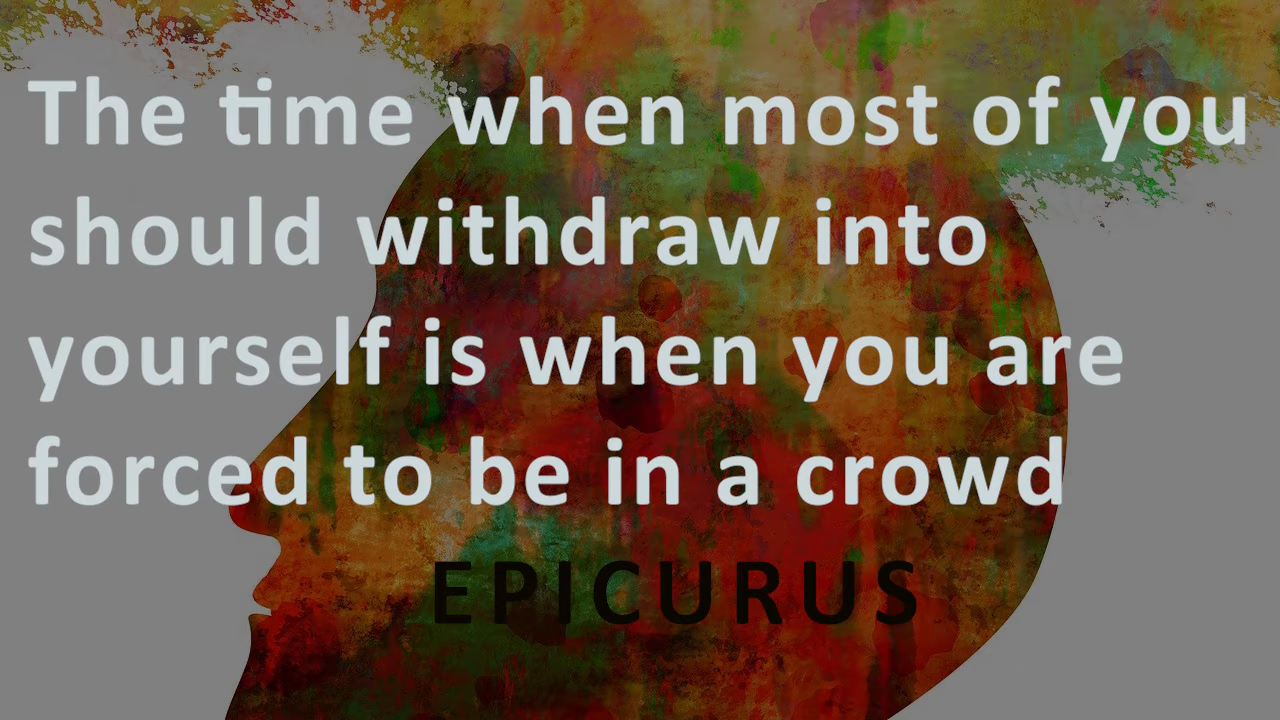 The time when most of you
should withdraw into
yourself is when you are
forced to be in a crowd
EPICURUS